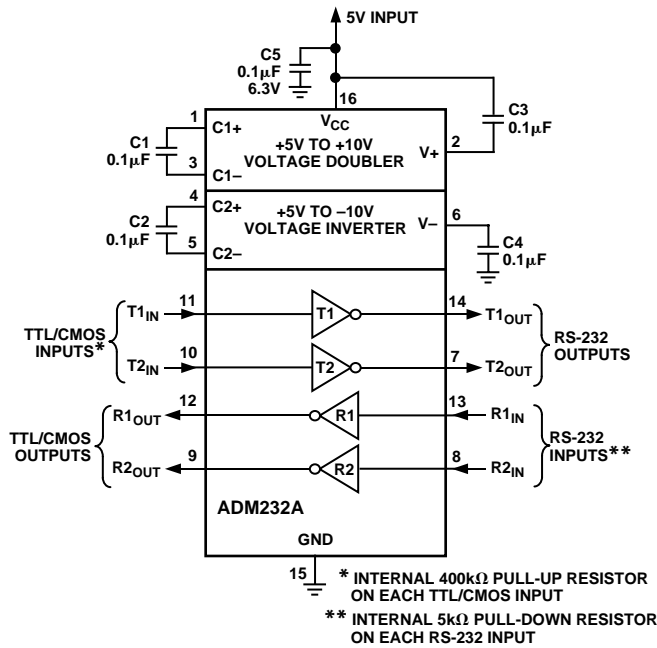 5V INPUT
C5
0.1µF
6.3V
16
C3
0.1µF
1
C1+
VCC
+5V TO +10V
VOLTAGE DOUBLER
V+
2
C1
0.1µF
3
C1–
4
C2+
+5V TO –10V
VOLTAGE INVERTER
V–
6
C2
0.1µF
5
C2–
C4
0.1µF
TTL/CMOS
INPUTS*
T1IN
11
T1
14
T1OUT
T2IN
10
T2
7
T2OUT
RS-232
OUTPUTS
TTL/CMOS
OUTPUTS
R1OUT
12
R1
13
R1IN
R2OUT
9
R2
8
R2IN
RS-232
INPUTS**
ADM232A
GND
15
* INTERNAL 400kΩ PULL-UP RESISTOR
ON EACH TTL/CMOS INPUT
** INTERNAL 5kΩ PULL-DOWN RESISTOR
ON EACH RS-232 INPUT